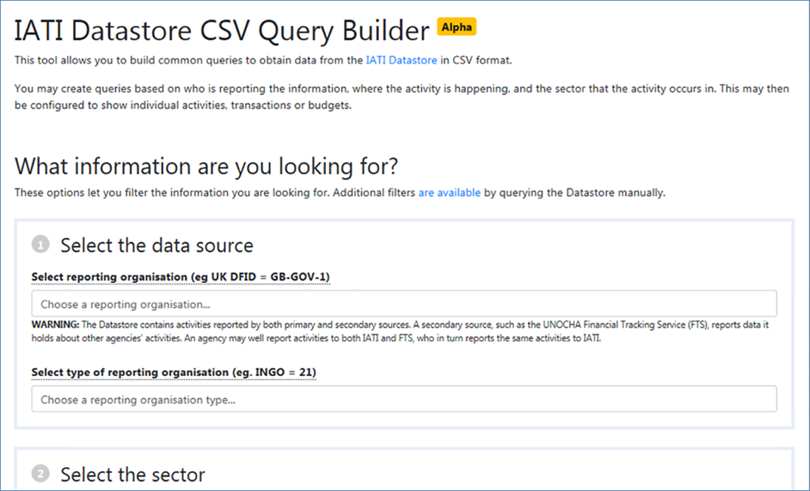 IATI Datastore CSV Query Builder Alpha
This tool allows you to build common queries to obtain data from the IATI Datastore in CSV format.
You may create queries based on who is reporting the information, where the activity is happening, and the sector that the activity occurs in. This may then
be configured to show individual activities, transactions or budgets.
What information are you looking for?
These options let you filter the information you are looking for. Additional filters are available by querying the Datastore manually.
1 Select the data source
Select reporting organisation (eg UK DFID = GB-GOV-1)
Choose a reporting organisation...
WARNING: The Datastore contains activities reported by both primary and secondary sources. A secondary source, such as the UNOCHA Financial Tracking Service (FTS), reports data it
holds about other agencies' activities. An agency may well report activities to both IATI and FTS, who in turn reports the same activities to IATI.
Select type of reporting organisation (eg. INGO = 21)
Choose a reporting organisation type...
2 Select the sector